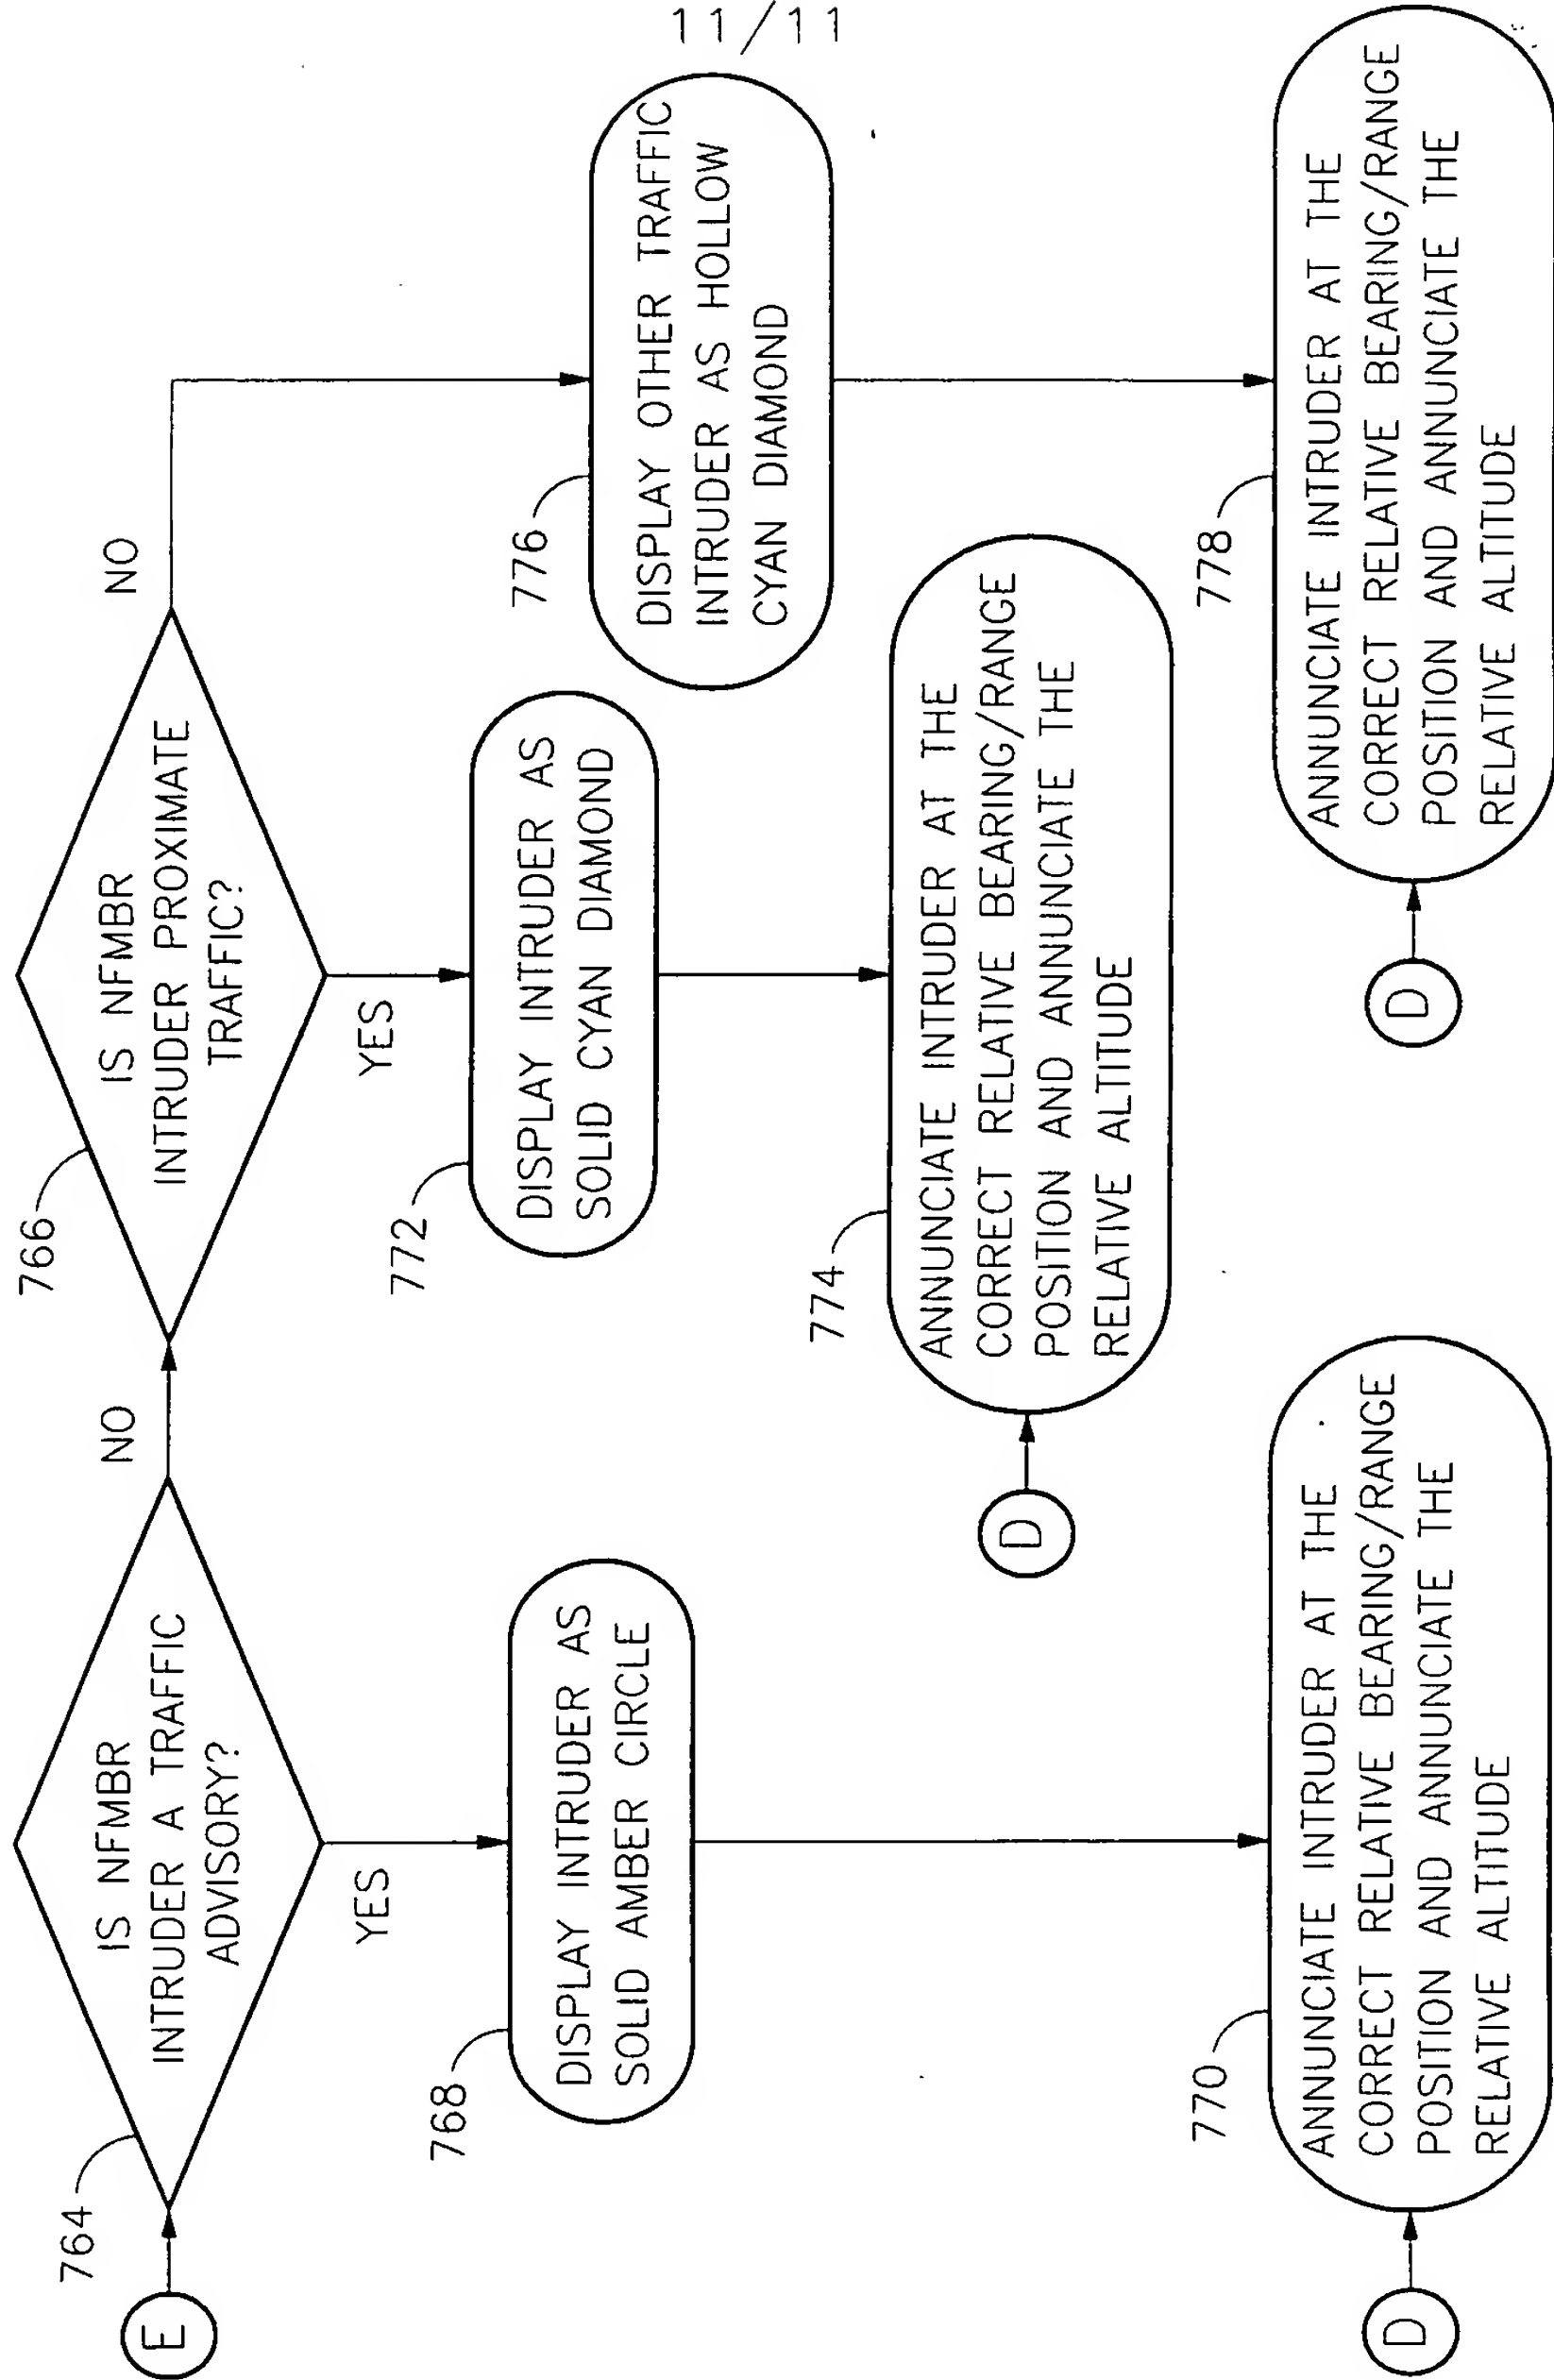 11/11
E
764
IS NFMBR
INTRUDER A TRAFFIC
ADVISORY?
NO
YES
766
IS NFMBR
INTRUDER PROXIMATE
TRAFFIC?
NO
YES
768
DISPLAY INTRUDER AS
SOLID AMBER CIRCLE
772
DISPLAY INTRUDER AS
SOLID CYAN DIAMOND
776
DISPLAY OTHER TRAFFIC
INTRUDER AS HOLLOW
CYAN DIAMOND
D
770
ANNUNCIATE INTRUDER AT THE
CORRECT RELATIVE BEARING/RANGE
POSITION AND ANNUNCIATE THE
RELATIVE ALTITUDE
D
774
ANNUNCIATE INTRUDER AT THE
CORRECT RELATIVE BEARING/RANGE
POSITION AND ANNUNCIATE THE
RELATIVE ALTITUDE
D
778
ANNUNCIATE INTRUDER AT THE
CORRECT RELATIVE BEARING/RANGE
POSITION AND ANNUNCIATE THE
RELATIVE ALTITUDE